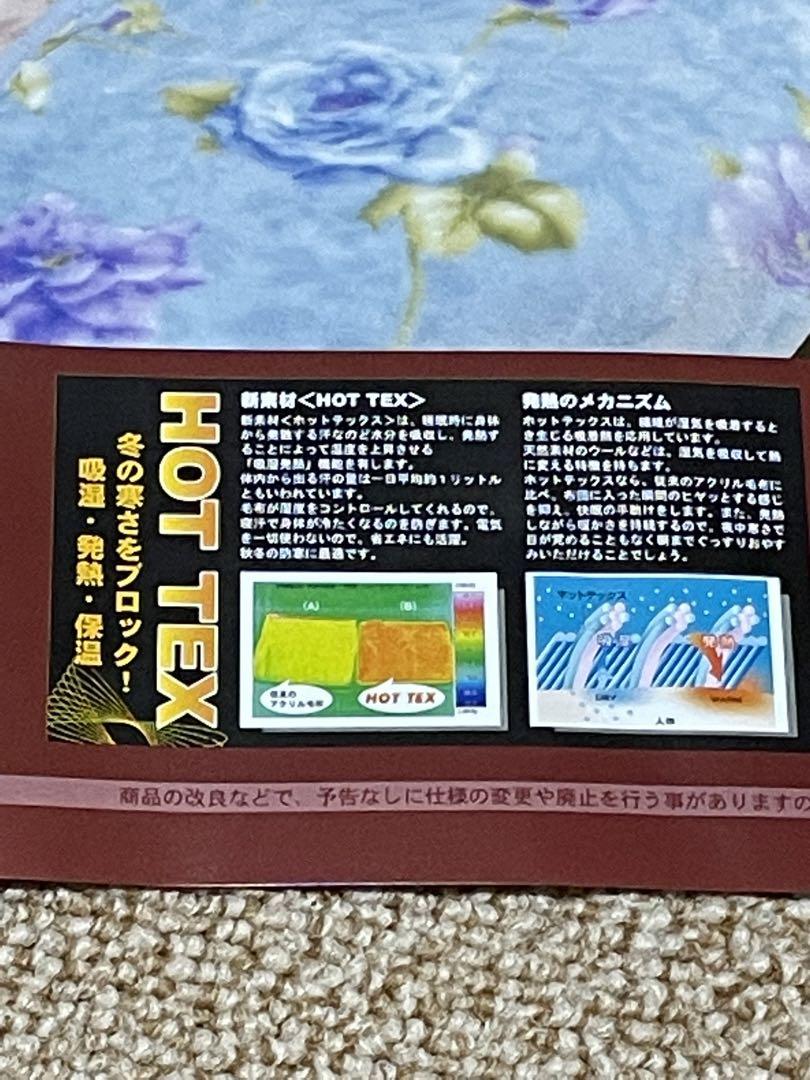 HOT TEX
冬の寒さをブロック！
吸湿・発熱・保温
新素材<HOT TEX>
新素材<ホットテックス>は、睡眠時に身体
から発散する汗などの水分を吸収し、発熱す
ることによって温度を上昇させる
「吸湿発熱」機能を有します。
体内から出る汗の量は一日平均約1リットル
ともいわれています。
毛布が湿度をコントロールしてくれるので、
寝汗で身体が冷たくなるのを防ぎます。電気
を一切使わないので、省エネにも活躍。
秋冬の防寒に最適です。
発熱のメカニズム
ホットテックスは、繊維が湿気を吸着すると
き生じる吸着熱を応用しています。
天然素材のウールなどは、湿気を吸収して熱
に変える特徴を持ちます。
ホットテックスなら、従来のアクリル毛布に
比べ、布団に入った瞬間のヒヤッとする感じ
を抑え、快眠の手助けをします。また、発熱
しながら暖かさを持続するので、夜中寒さで
目が覚めることもなく朝までぐっすりおやす
みいただけることでしょう。
(A)
(B)
従来の
アクリル毛布
HOT TEX
ホットテックス
吸湿
発熱
人体
商品の改良などで、予告なしに仕様の変更や廃止を行う事がありますの